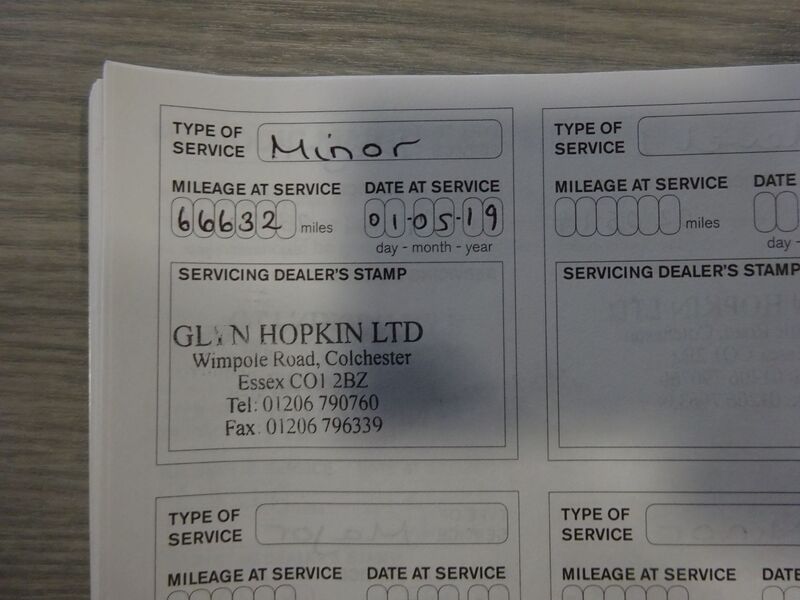 TYPE OF SERVICE Minor
MILEAGE AT SERVICE DATE AT SERVICE
66632 miles 01-05-19
day - month - year
SERVICING DEALER'S STAMP
GLYN HOPKIN LTD
Wimpole Road, Colchester
Essex CO1 2BZ
Tel: 01206 790760
Fax: 01206 796339
TYPE OF SERVICE
MILEAGE AT SERVICE DATE
miles
day -
SERVICING DEALER'S STAMP
TYPE OF SERVICE
MILEAGE AT SERVICE DATE AT SERVICE
TYPE OF SERVICE
MILEAGE AT SERVICE DATE